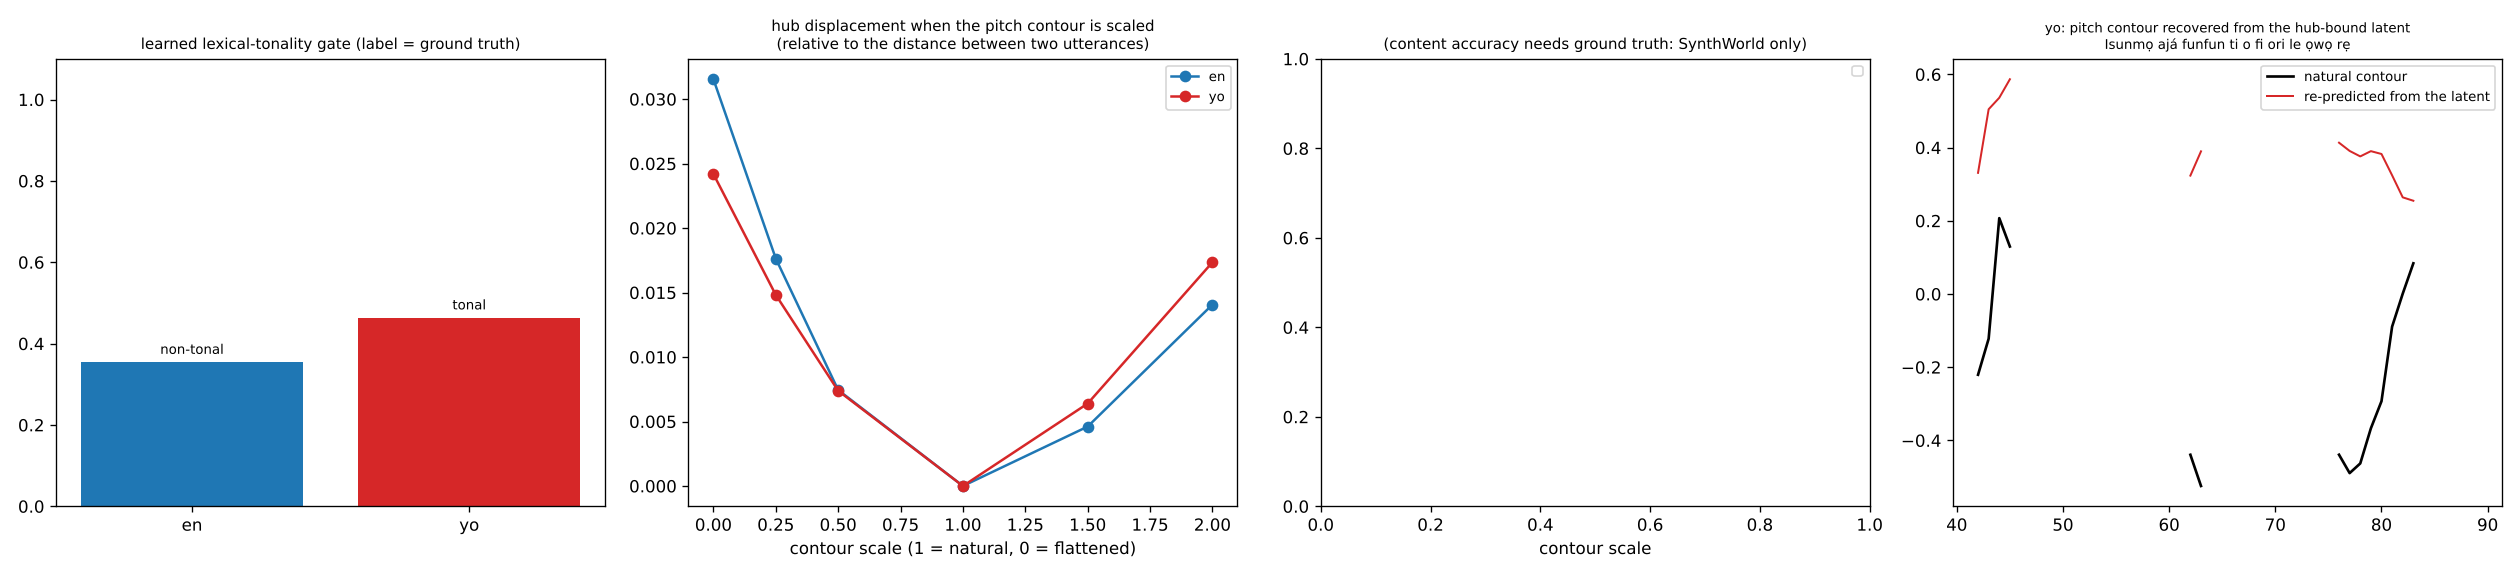 learned lexical-tonality gate (label = ground truth)
1.0
0.8
0.6
0.4
0.2
0.0
non-tonal
tonal
en
yo
hub displacement when the pitch contour is scaled
(relative to the distance between two utterances)
en
yo
0.030
0.025
0.020
0.015
0.010
0.005
0.000
0.00 0.25 0.50 0.75 1.00 1.25 1.50 1.75 2.00
contour scale (1 = natural, 0 = flattened)
(content accuracy needs ground truth: SynthWorld only)
1.0
0.8
0.6
0.4
0.2
0.0
0.0 0.2 0.4 0.6 0.8 1.0
contour scale
yo: pitch contour recovered from the hub-bound latent
Isunmọ ajá funfun ti o fi ori le ọwọ rẹ
natural contour
re-predicted from the latent
0.6
0.4
0.2
0.0
−0.2
−0.4
40 50 60 70 80 90